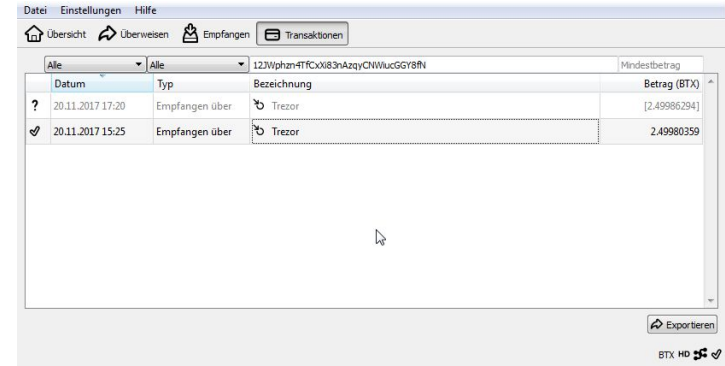 Datei Einstellungen Hilfe
Übersicht Überweisen Empfangen Transaktionen
Alle Alle 12JWphzn4TfCxXi83nAzqyCNWiucGGY8fN Mindestbetrag
Datum Typ Bezeichnung Betrag (BTX)
? 20.11.2017 17:20 Empfangen über Trezor [2.49986294]
20.11.2017 15:25 Empfangen über Trezor 2.49980359
Exportieren
BTX HD